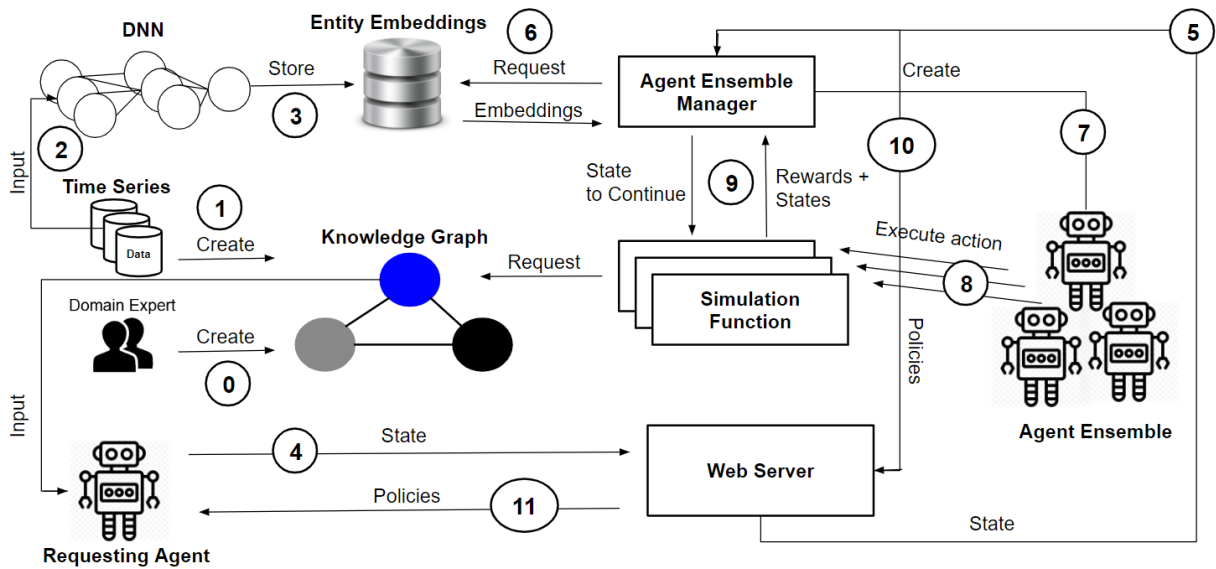 DNN
Entity Embeddings
6
5
Store
Request
Agent Ensemble
Manager
Create
3
Embeddings
2
Input
10
7
Time Series
1
State
to Continue
9
Rewards +
States
Data
Create
Knowledge Graph
Request
Execute action
8
Domain Expert
Simulation
Function
Create
0
Policies
Input
Agent Ensemble
4
State
Web Server
Policies
11
State
Requesting Agent